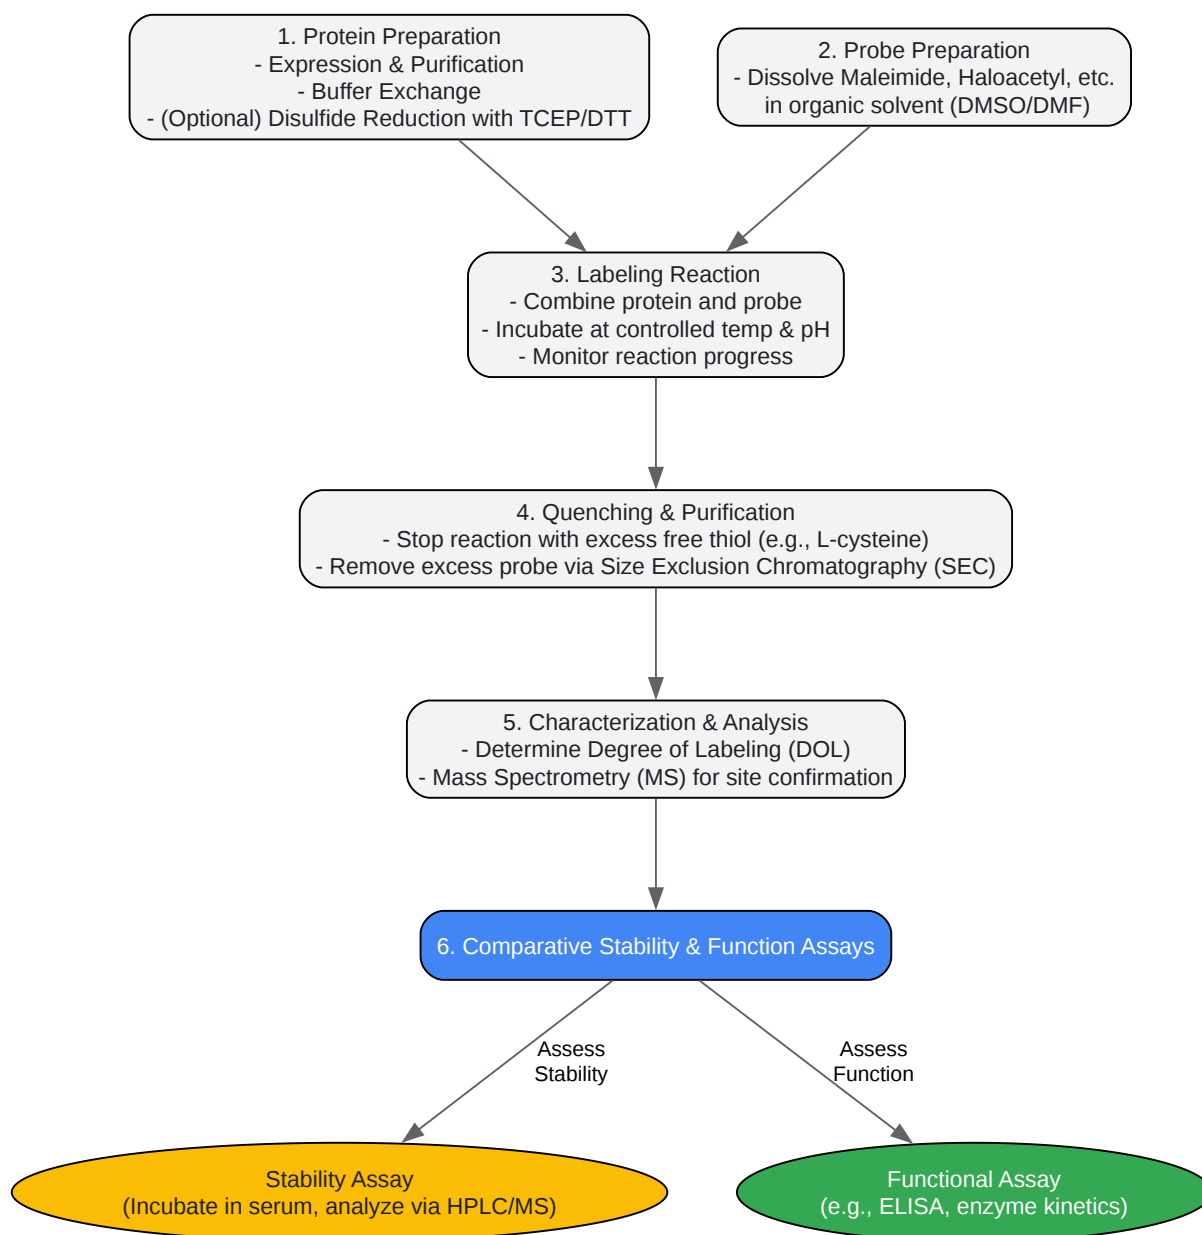 1. Protein Preparation
- Expression & Purification
- Buffer Exchange
- (Optional) Disulfide Reduction with TCEP/DTT
2. Probe Preparation
- Dissolve Maleimide, Haloacetyl, etc.
in organic solvent (DMSO/DMF)
3. Labeling Reaction
- Combine protein and probe
- Incubate at controlled temp & pH
- Monitor reaction progress
4. Quenching & Purification
- Stop reaction with excess free thiol (e.g., L-cysteine)
- Remove excess probe via Size Exclusion Chromatography (SEC)
5. Characterization & Analysis
- Determine Degree of Labeling (DOL)
- Mass Spectrometry (MS) for site confirmation
6. Comparative Stability & Function Assays
Assess
Stability
Assess
Function
Stability Assay
(Incubate in serum, analyze via HPLC/MS)
Functional Assay
(e.g., ELISA, enzyme kinetics)